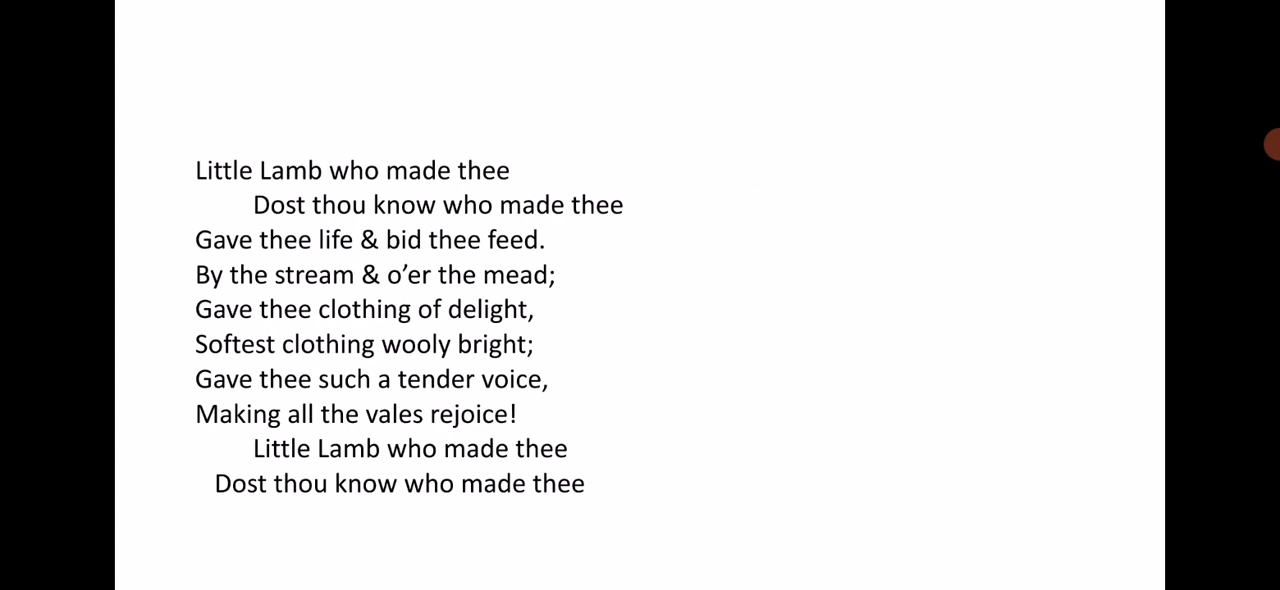 Little Lamb who made thee
Dost thou know who made thee
Gave thee life & bid thee feed.
By the stream & o’er the mead;
Gave thee clothing of delight,
Softest clothing wooly bright;
Gave thee such a tender voice,
Making all the vales rejoice!
Little Lamb who made thee
Dost thou know who made thee